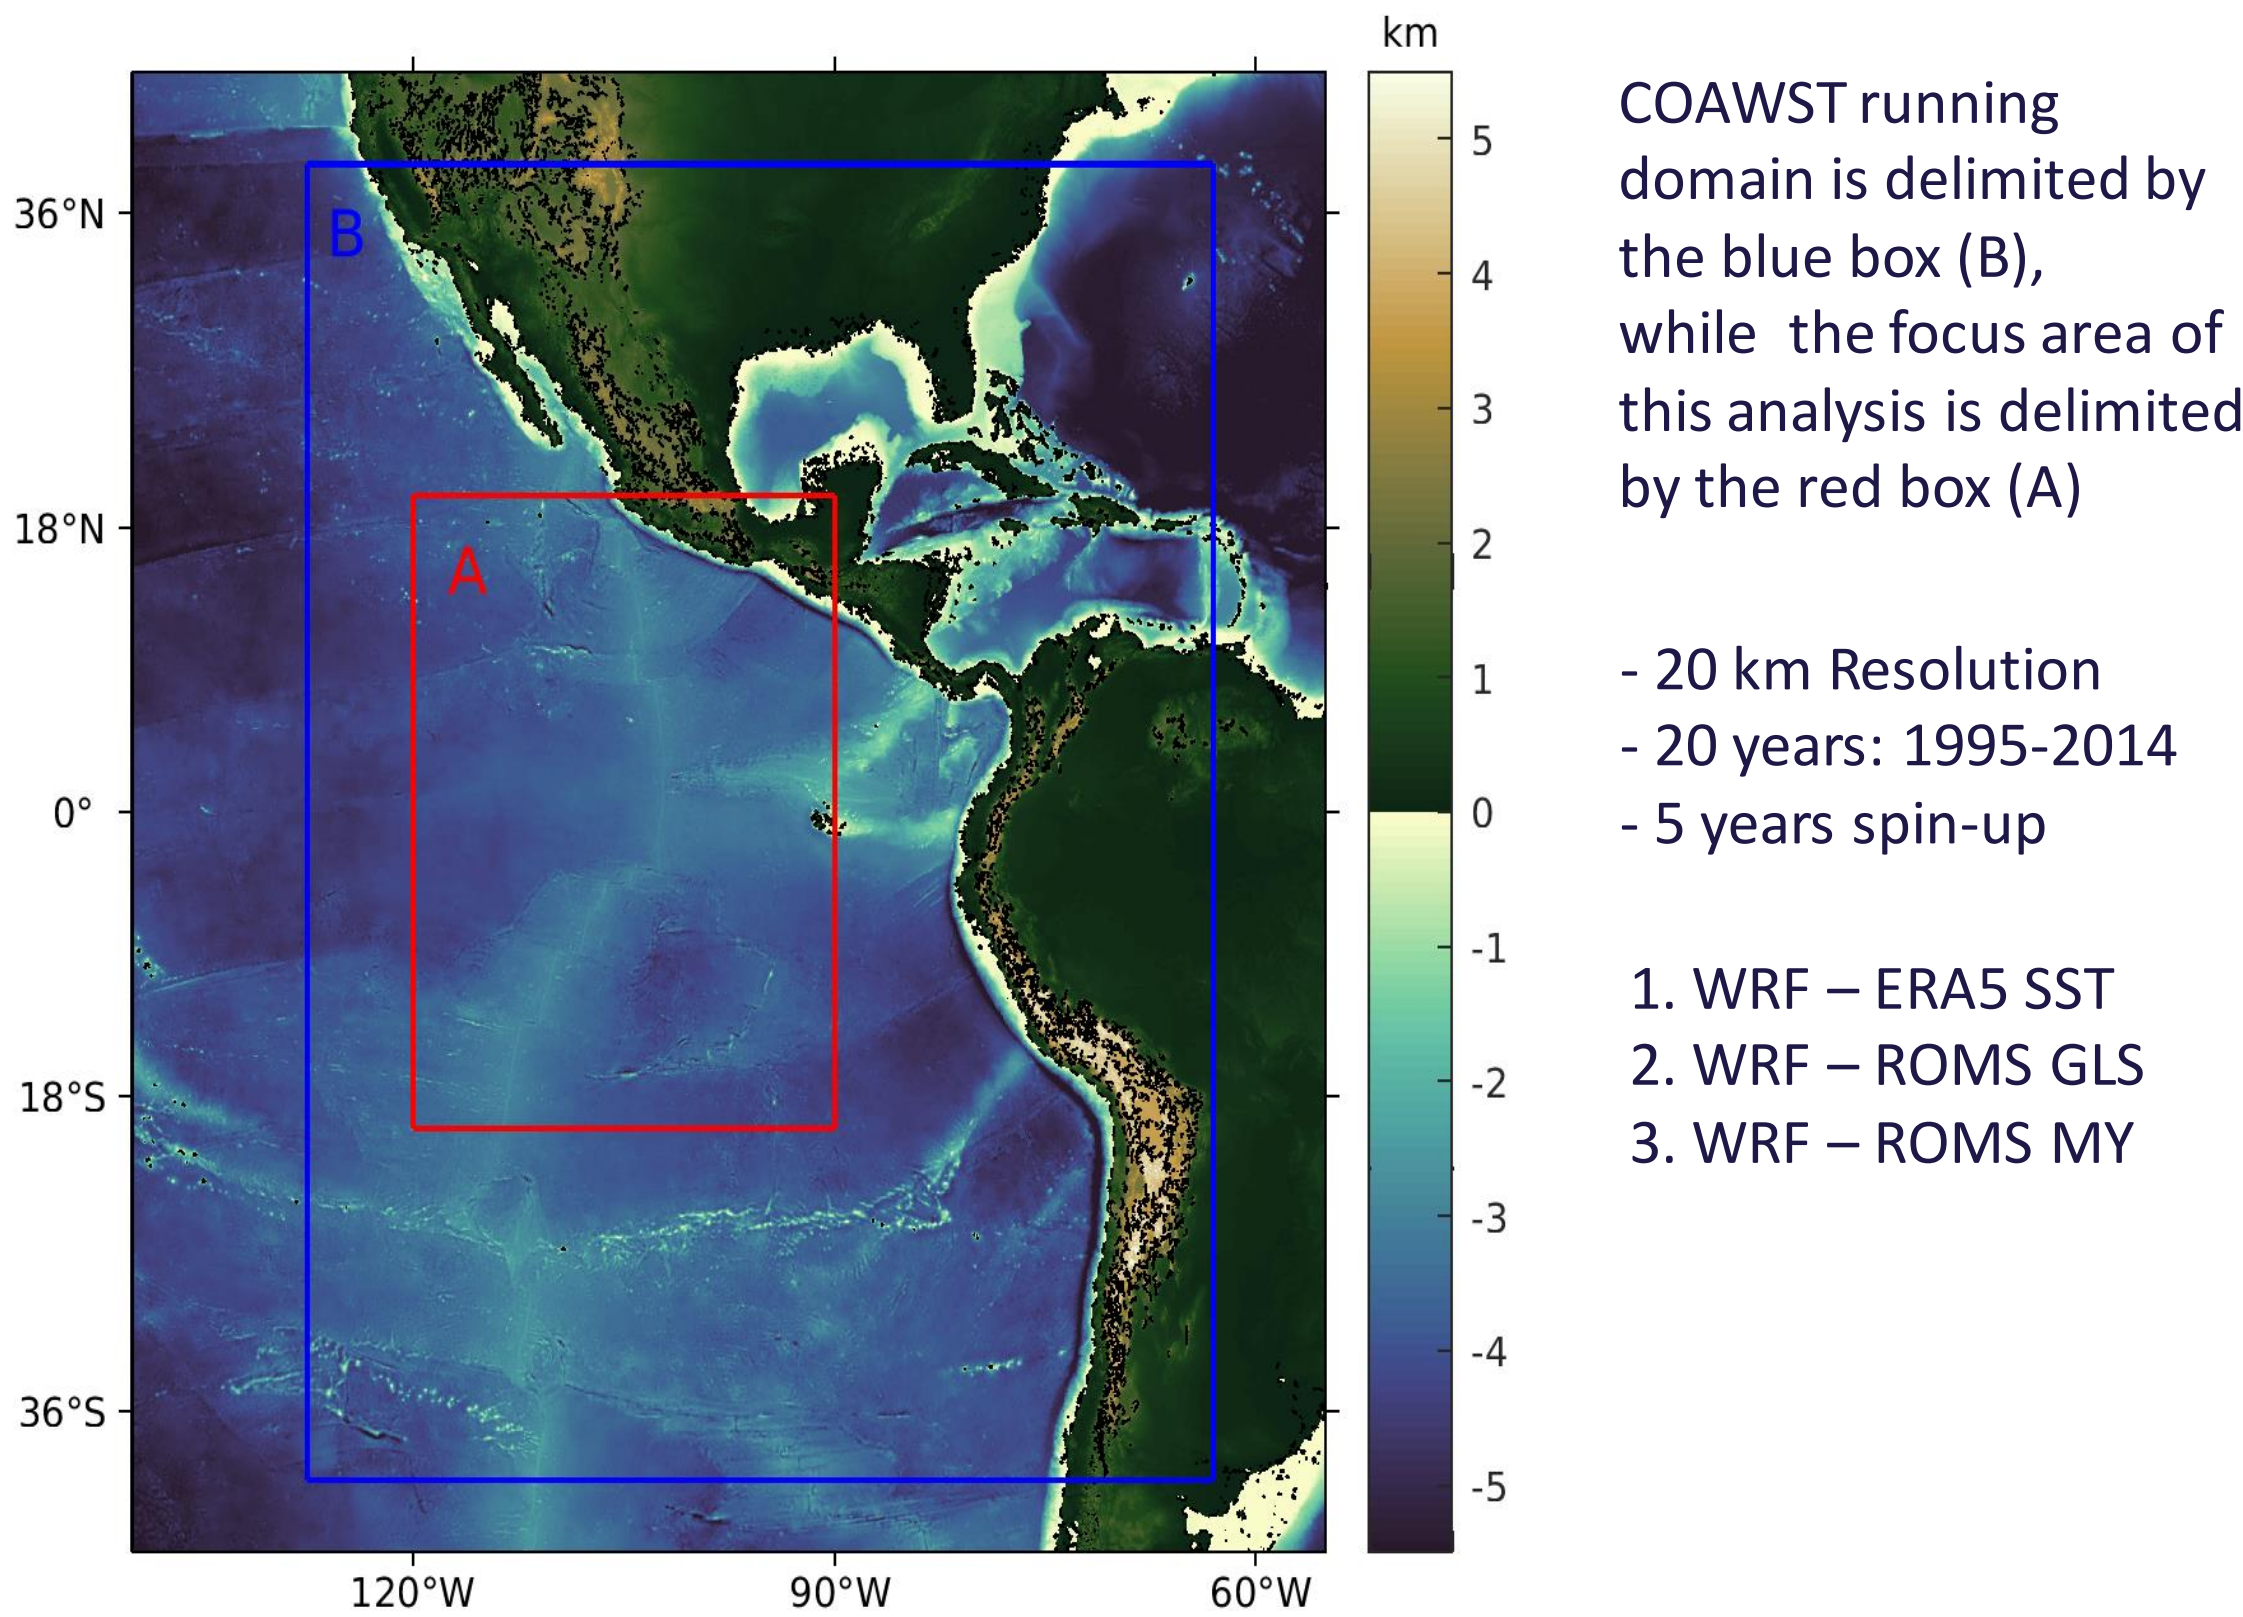 km
COAWST running
domain is delimited by
the blue box (B),
while  the focus area of
this analysis is delimited
by the red box (A)
- 20 km Resolution
- 20 years: 1995-2014
- 5 years spin-up
1. WRF – ERA5 SST
2. WRF – ROMS GLS
3. WRF – ROMS MY
36°N
18°N
0°
18°S
36°S
120°W
90°W
60°W
B
A
5
4
3
2
1
0
-1
-2
-3
-4
-5